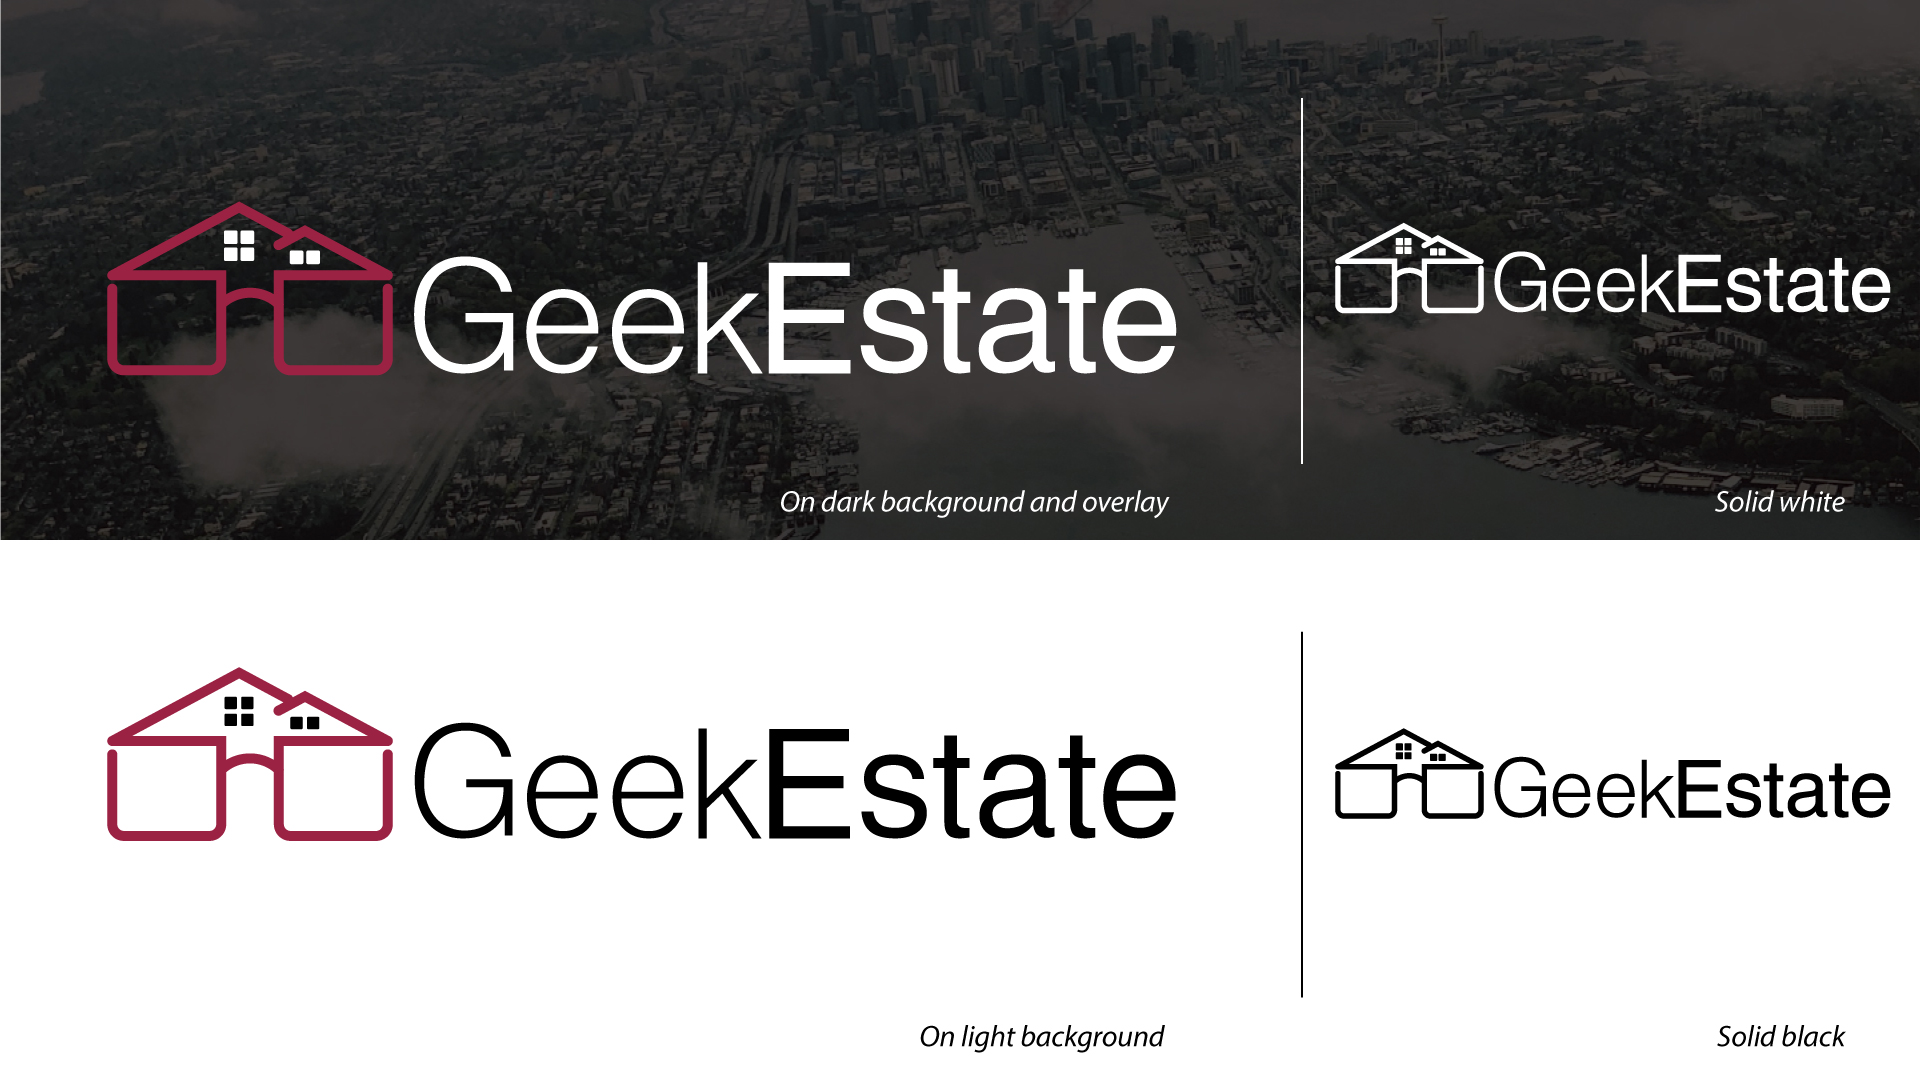 GeekEstate
GeekEstate
On dark background and overlay
Solid white
GeekEstate
GeekEstate
On light background
Solid black